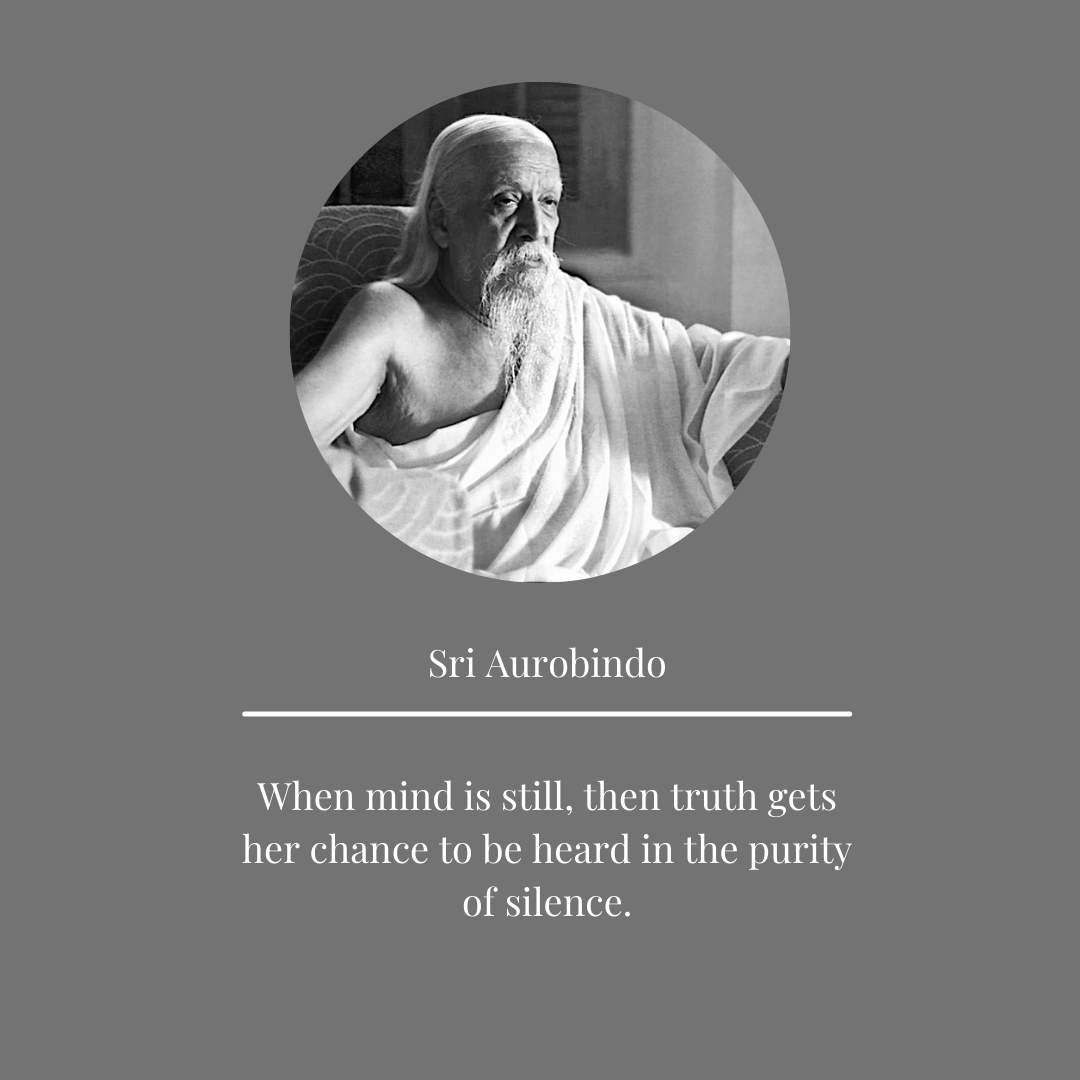 Sri Aurobindo
When mind is still, then truth gets
her chance to be heard in the purity
of silence.